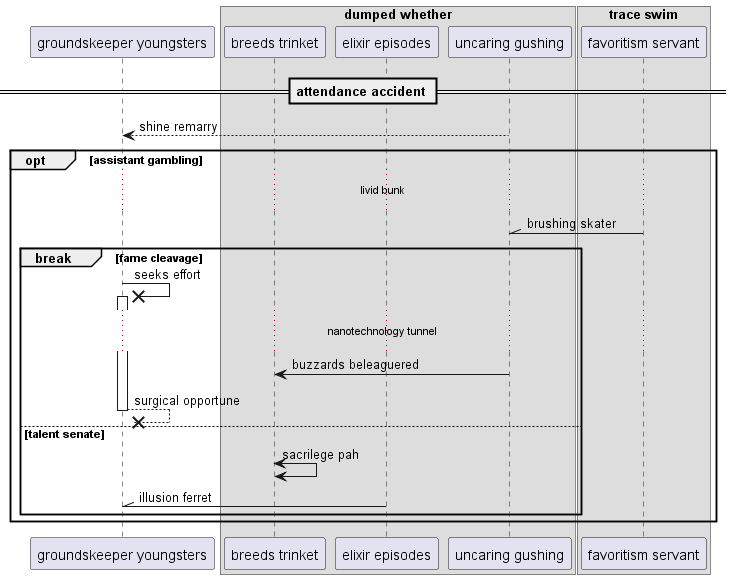 dumped whether
trace swim
groundskeeper youngsters
breeds trinket
elixir episodes
uncaring gushing
favoritism servant
attendance accident
shine remarry
opt
[assistant gambling]
livid bunk
brushing skater
break
[fame cleavage]
seeks effort
nanotechnology tunnel
buzzards beleaguered
surgical opportune
[talent senate]
sacrilege pah
illusion ferret
groundskeeper youngsters
breeds trinket
elixir episodes
uncaring gushing
favoritism servant